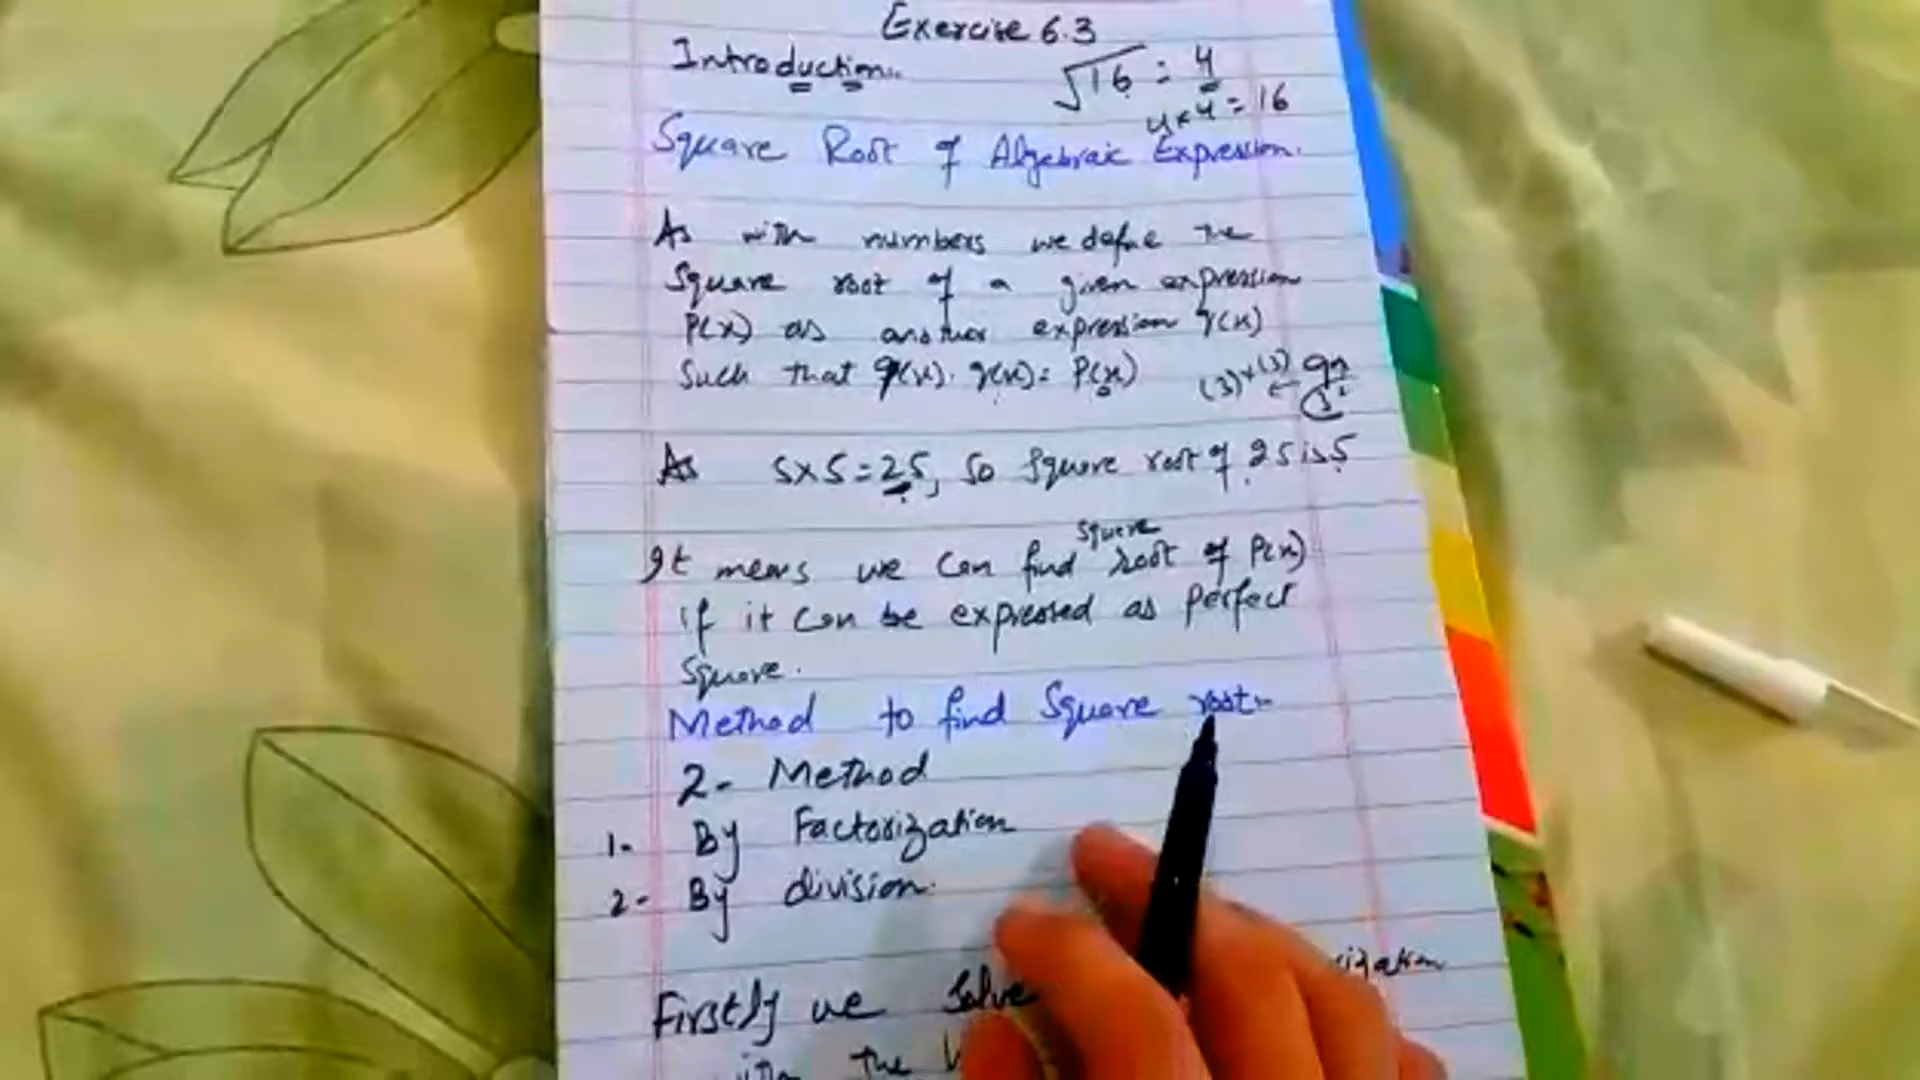 Exercise 6.3
Introduction..
√16 = 4
4×4=16
Square Root of Algebraic Expression.
As with numbers we define the
Square root of a given expression
P(x) as another expression q(x)
Such that q(x). q(x)= P(x)
(3)×(3) ←
As 5×5=25, So Square root of 25 is 5
It means we can find square root of P(x)
if it can be expressed as perfect
Square.
Method to find Square root
2- Method
1- By Factorization
2- By division.
Firstly we solve
the